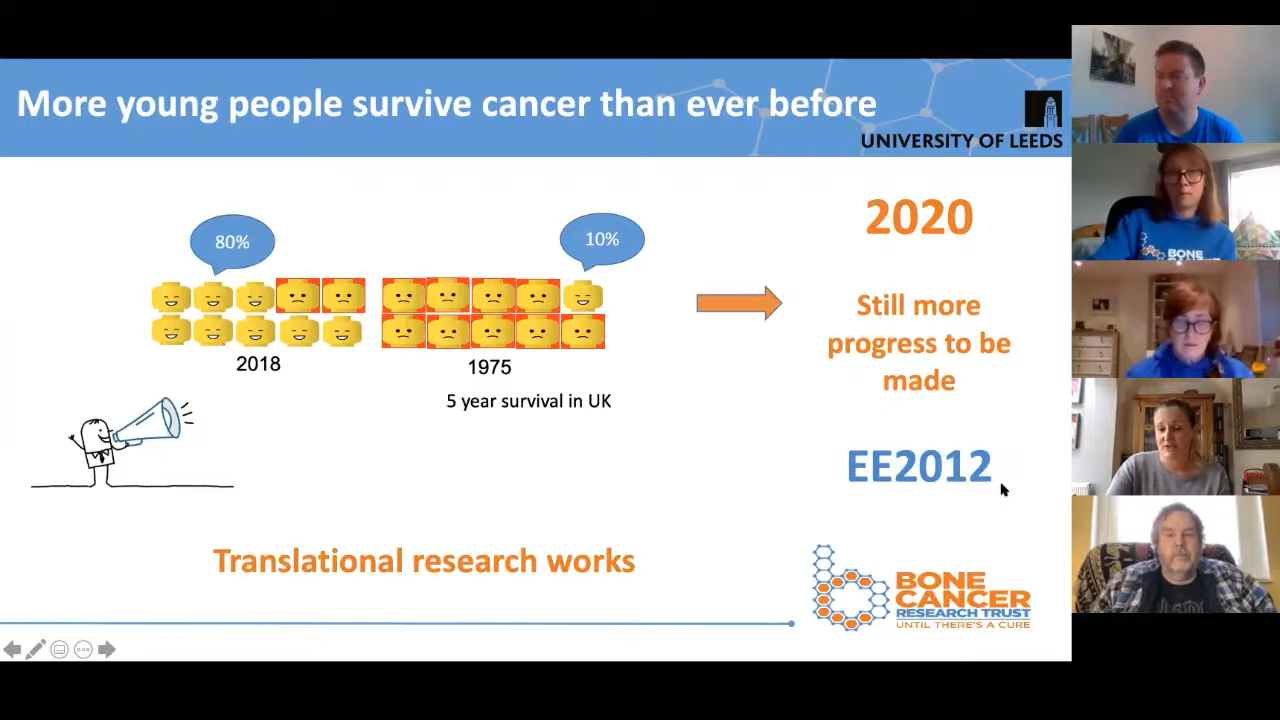 More young people survive cancer than ever before
UNIVERSITY OF LEEDS
80%
10%
2018
1975
5 year survival in UK
2020
Still more
progress to be
made
EE2012
Translational research works
BONE
CANCER
RESEARCH TRUST
UNTIL THERE'S A CURE
BONE
CANCER